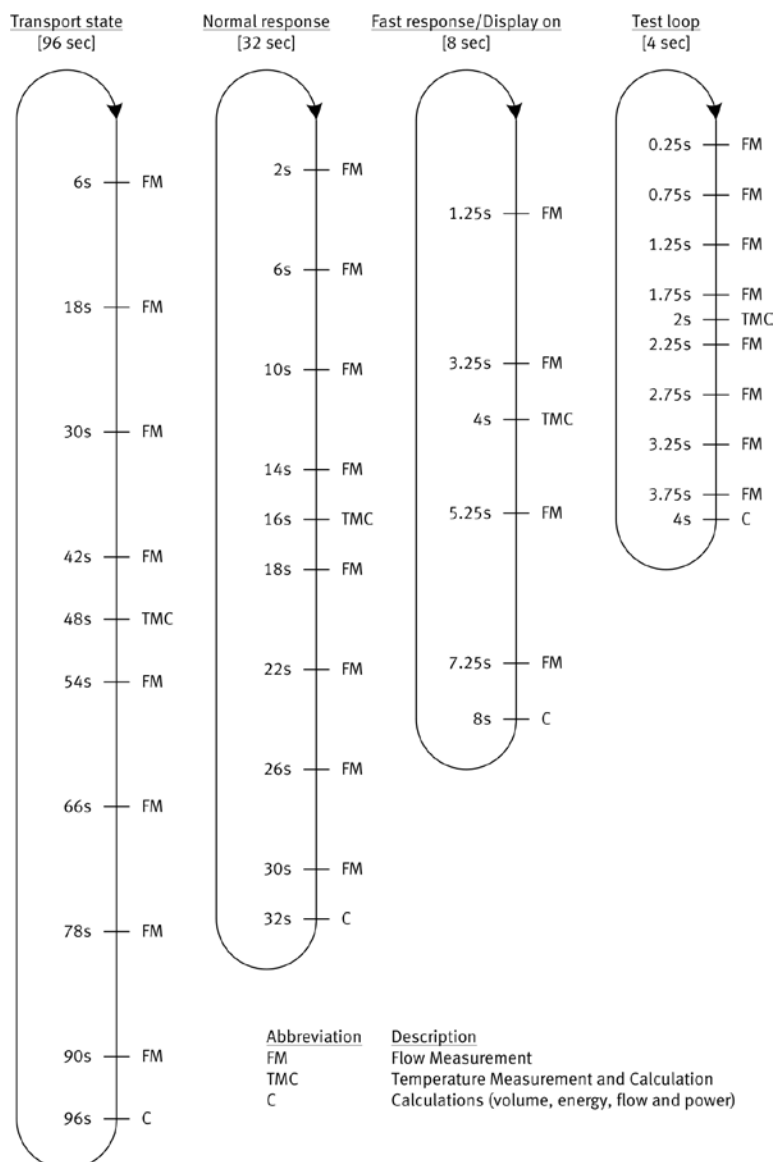 Transport state
[96 sec]
6s FM
18s FM
30s FM
42s FM
48s TMC
54s FM
66s FM
78s FM
90s FM
96s C
Normal response
[32 sec]
2s FM
6s FM
10s FM
14s FM
16s TMC
18s FM
22s FM
26s FM
30s FM
32s C
Fast response/Display on
[8 sec]
1.25s FM
3.25s FM
4s TMC
5.25s FM
7.25s FM
8s C
Test loop
[4 sec]
0.25s FM
0.75s FM
1.25s FM
1.75s FM
2s TMC
2.25s FM
2.75s FM
3.25s FM
3.75s FM
4s C
Abbreviation Description
FM Flow Measurement
TMC Temperature Measurement and Calculation
C Calculations (volume, energy, flow and power)